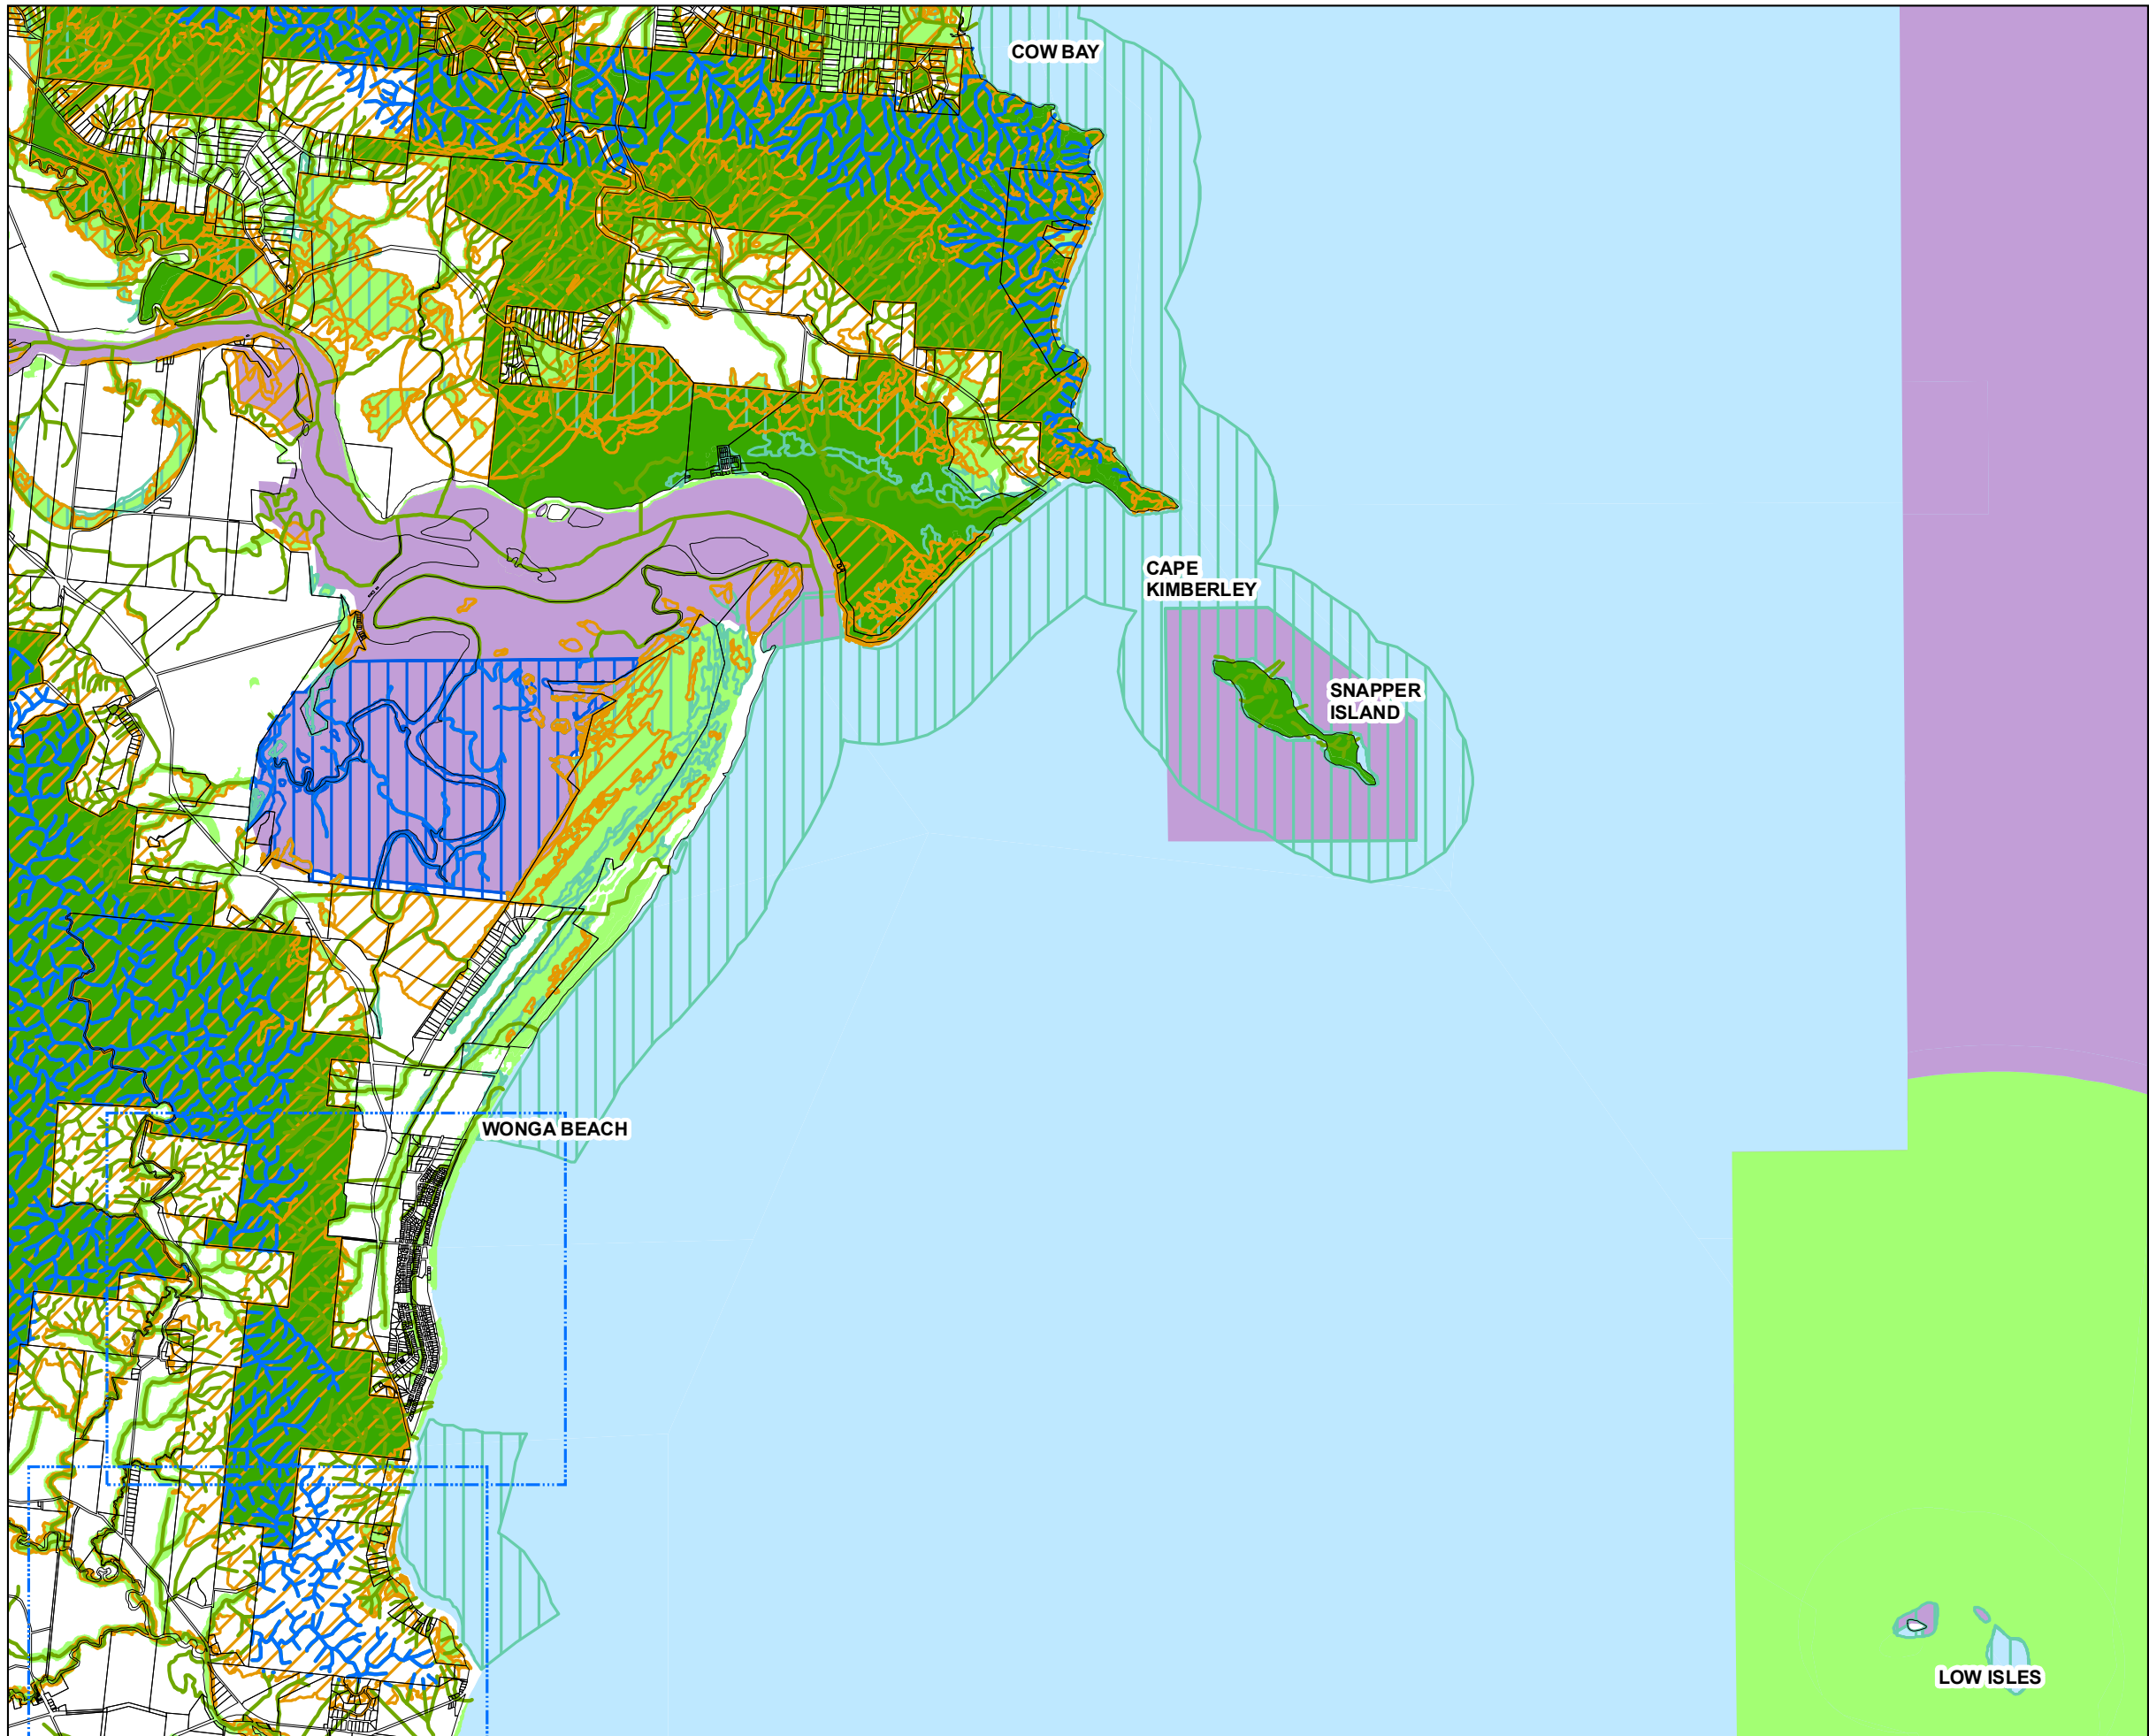 COW BAY
CAPE
KIMBERLEY
SNAPPER
ISLAND
WONGA BEACH
LOW ISLES